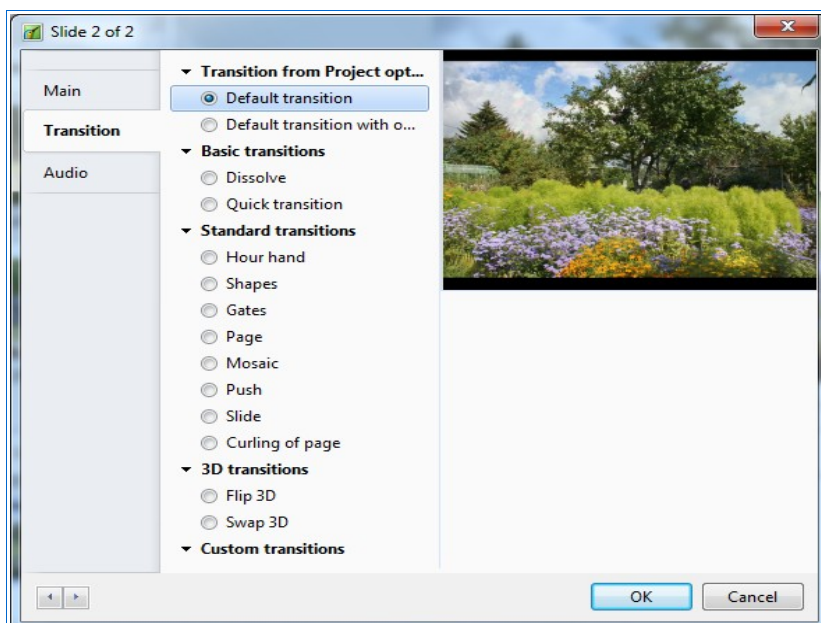 Slide 2 of 2
Main
Transition
Audio
Transition from Project opt...
Default transition
Default transition with o...
Basic transitions
Dissolve
Quick transition
Standard transitions
Hour hand
Shapes
Gates
Page
Mosaic
Push
Slide
Curling of page
3D transitions
Flip 3D
Swap 3D
Custom transitions
OK
Cancel